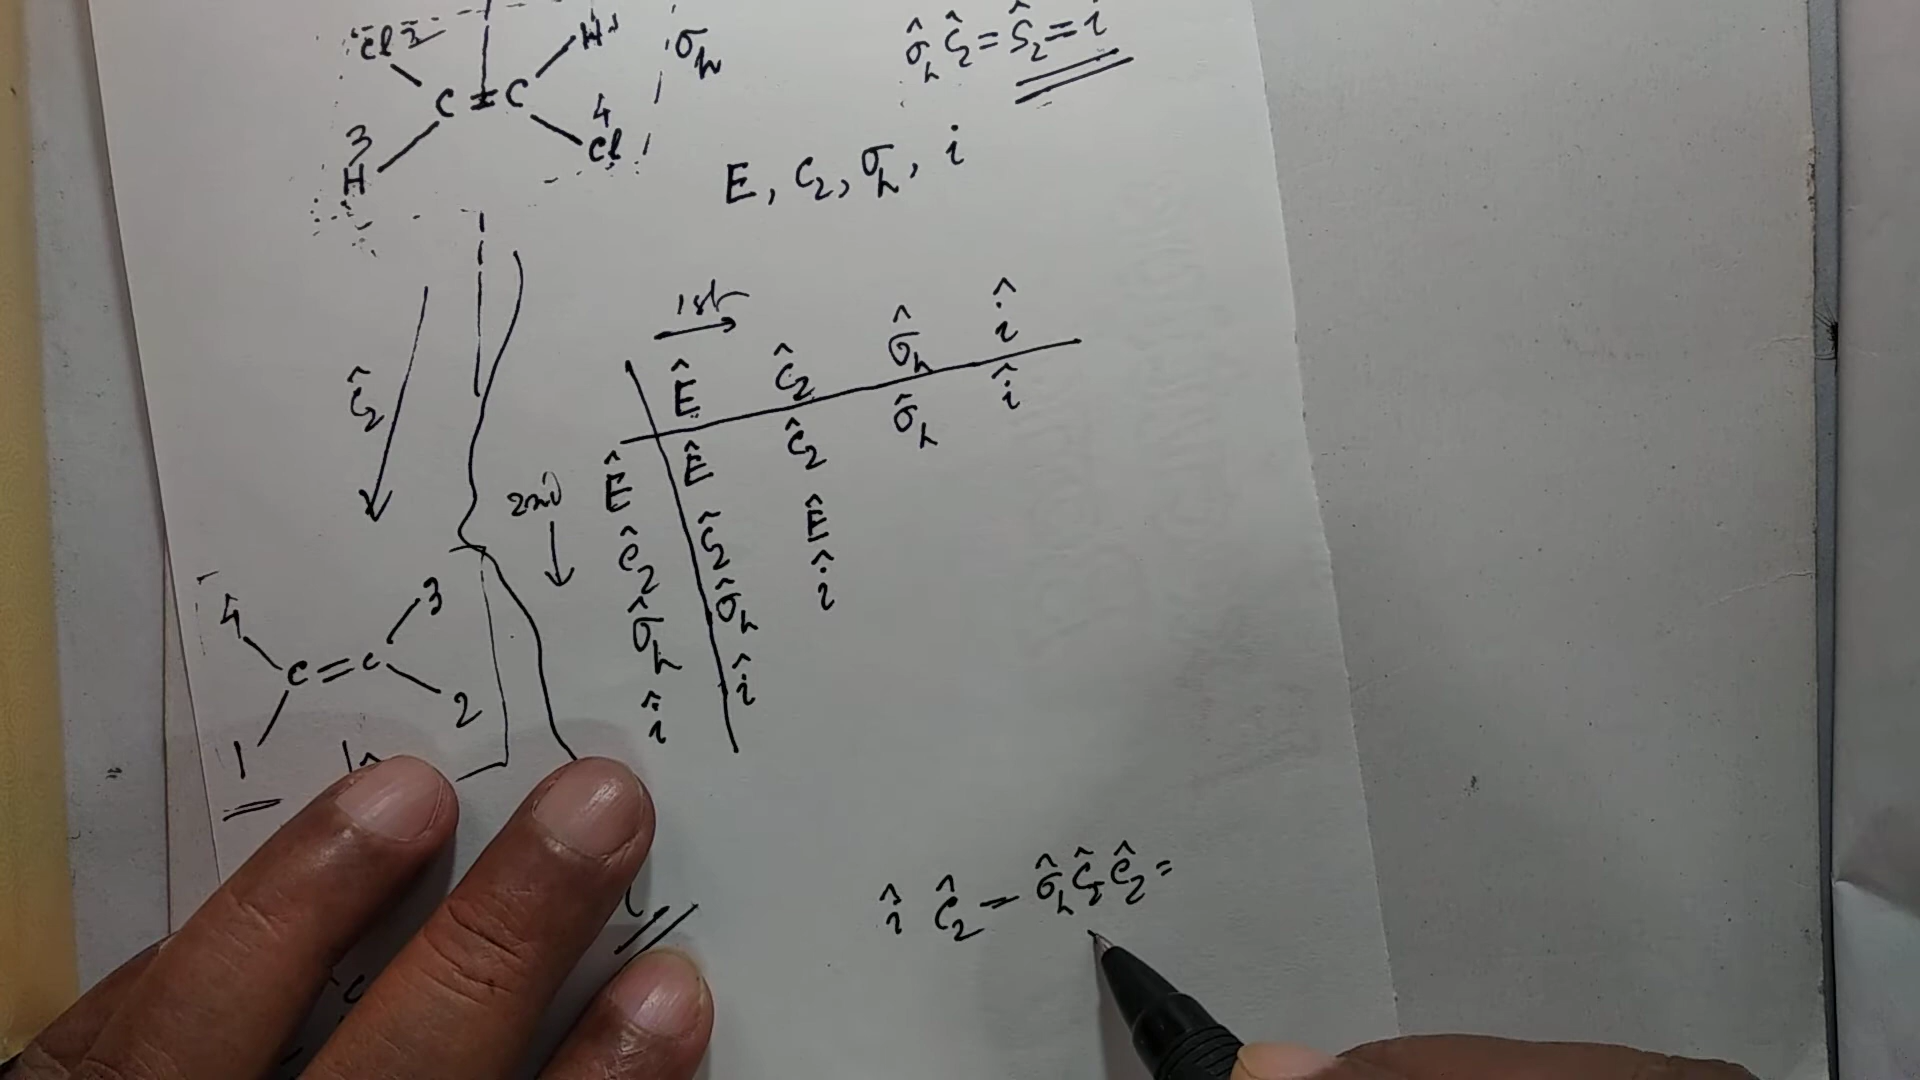 Cl 2 H 1 σh
C = C
3 4
H Cl
σ̂h Ĉ2 = Ŝ2 = i
E, C2, σh, i
1st
Ê Ĉ2 σ̂h î
Ê Ê Ĉ2 σ̂h î
2nd
Ĉ2 Ĉ2 Ê
σ̂h σ̂h î
î î
Ĉ2
4 3
C = C
1 2
î Ĉ2 = σ̂h Ĉ2 Ĉ2 =